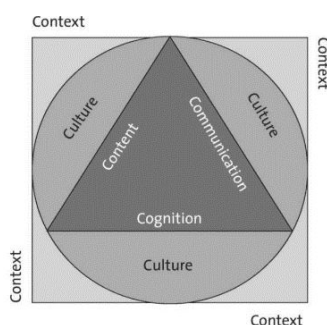 Context
Context
Culture
Culture
Content
Communication
Cognition
Culture
Context
Context